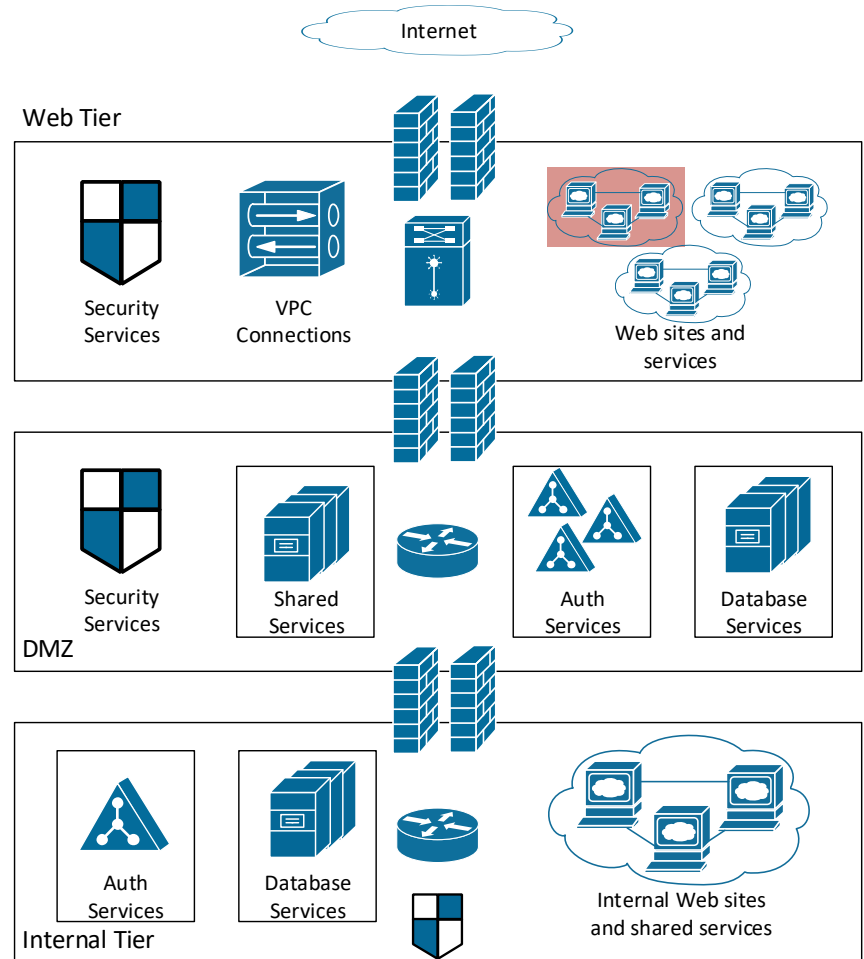 Internet
Web Tier
Security
Services
VPC
Connections
Web sites and
services
Security
Services
Shared
Services
Auth
Services
Database
Services
DMZ
Auth
Services
Database
Services
Internal Web sites
and shared services
Internal Tier